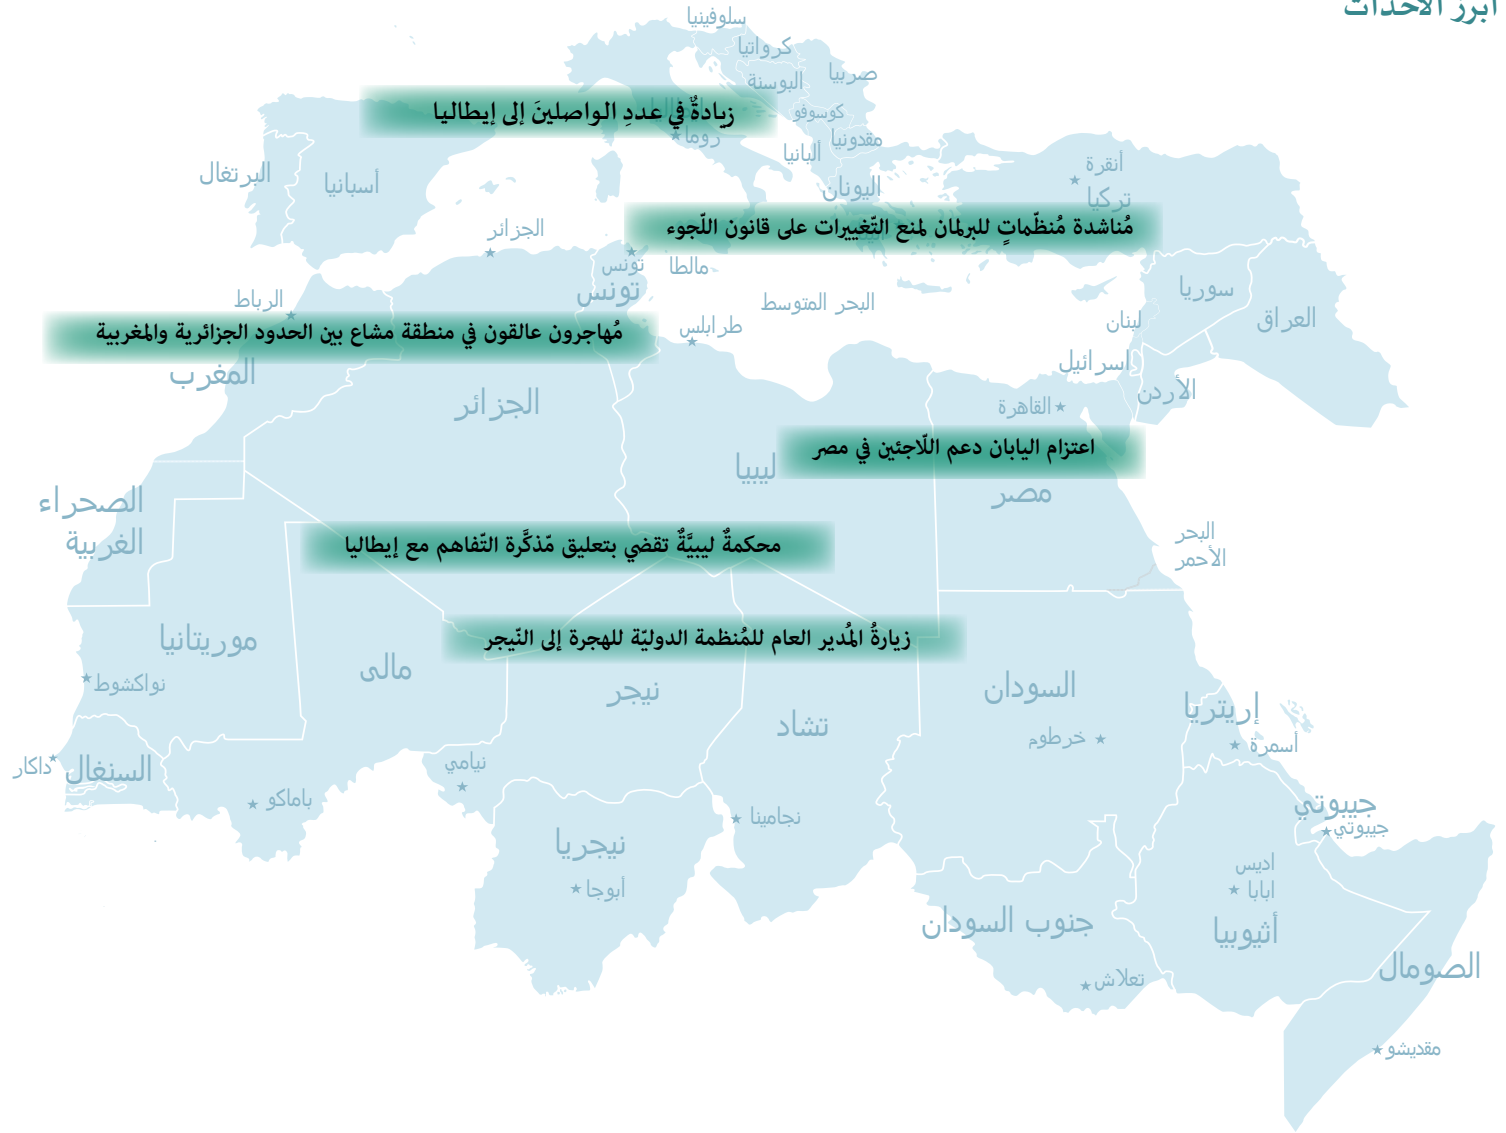 أبرز الأحداث
سلوفينيا
كرواتيا
صربيا
البوسنة
زيادةٌ في عددِ الواصلينَ إلى إيطاليا
كوسوفو
روما
مقدونيا
ألبانيا
أنقرة
البرتغال
أسبانيا
اليونان
تركيا
الجزائر
مُناشدة مُنظّماتٍ للبرلمان لمنع التّغييرات على قانون اللّجوء
تونس
مالطا
تونس
سوريا
الرباط
البحر المتوسط
العراق
طرابلس
لبنان
مُهاجرون عالقون في منطقة مشاع بين الحدود الجزائرية والمغربية
اسرائيل
المغرب
الأردن
الجزائر
القاهرة
اعتزام اليابان دعم اللّاجئين في مصر
ليبيا
مصر
الصحراء
الغربية
البحر
الأحمر
محكمةٌ ليبيَّةٌ تقضي بتعليق مّذكَّرة التّفاهم مع إيطاليا
زيارةُ المُدير العام للمُنظمة الدوليّة للهجرة إلى النّيجر
موريتانيا
مالى
نواكشوط
نيجر
السودان
إريتريا
تشاد
خرطوم
أسمرة
داكار
السنغال
نيامي
باماكو
جيبوتي
جيبوتي
نجامينا
نيجريا
أبوجا
اديس
ابابا
أثيوبيا
جنوب السودان
الصومال
تعلاش
مقديشو